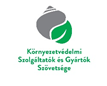 Környezetvédelmi
Szolgáltatók és Gyártók
Szövetsége